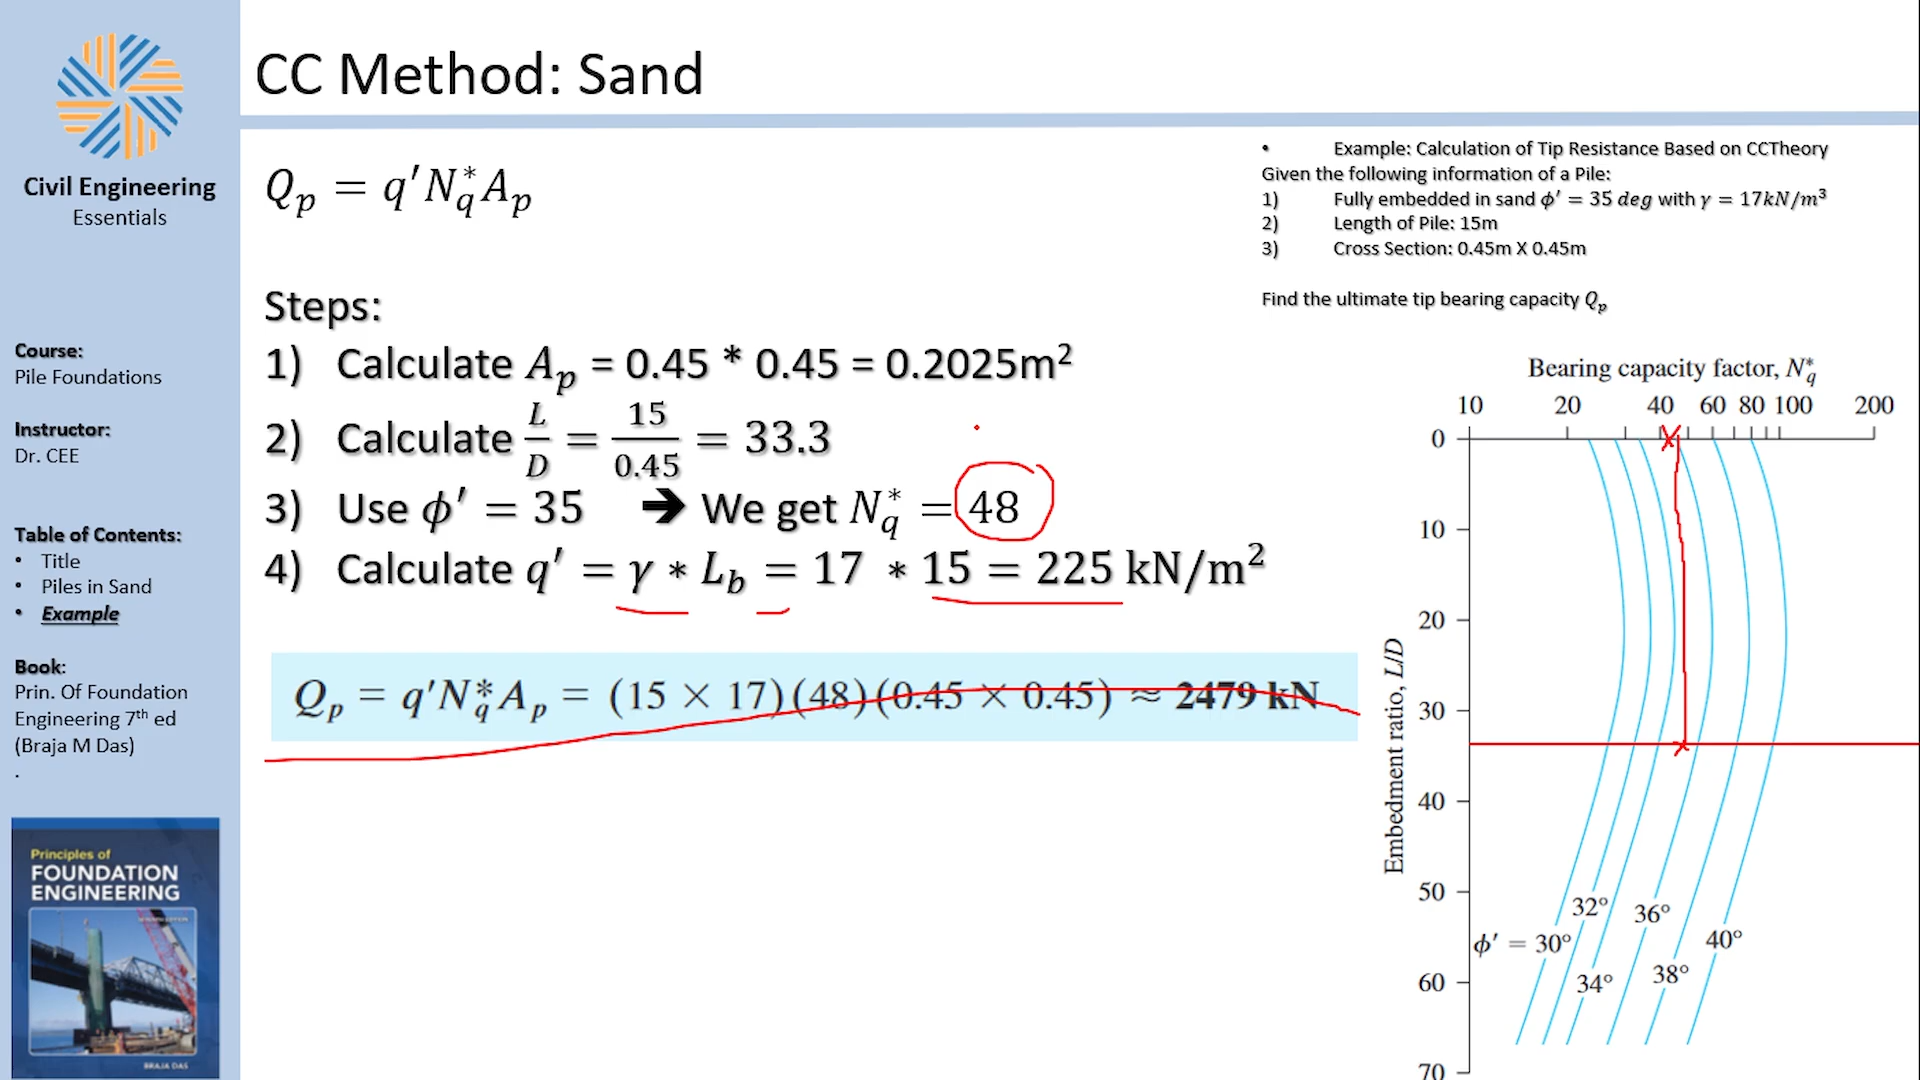 CC Method: Sand
Civil Engineering
Essentials
Course:
Pile Foundations
Instructor:
Dr. CEE
Table of Contents:
• Title
• Piles in Sand
• Example
Book:
Prin. Of Foundation
Engineering 7th ed
(Braja M Das)
.
Principles of
FOUNDATION
ENGINEERING
BRAJA DAS
Qp = q′N*q Ap
Steps:
1) Calculate Ap = 0.45 * 0.45 = 0.2025m²
2) Calculate L/D = 15/0.45 = 33.3
3) Use ϕ′ = 35 ➔ We get N*q = 48
4) Calculate q′ = γ ∗ Lb = 17 ∗ 15 = 225 kN/m²
Qp = q′N*q Ap = (15 × 17)(48)(0.45 × 0.45) ≈ 2479 kN
• Example: Calculation of Tip Resistance Based on CCTheory
Given the following information of a Pile:
1) Fully embedded in sand ϕ′ = 35 deg with γ = 17kN/m³
2) Length of Pile: 15m
3) Cross Section: 0.45m X 0.45m
Find the ultimate tip bearing capacity Qp
Bearing capacity factor, N*q
10 20 40 60 80 100 200
0
10
20
30
40
50
60
70
Embedment ratio, L/D
32° 36°
ϕ′ = 30° 40°
34° 38°